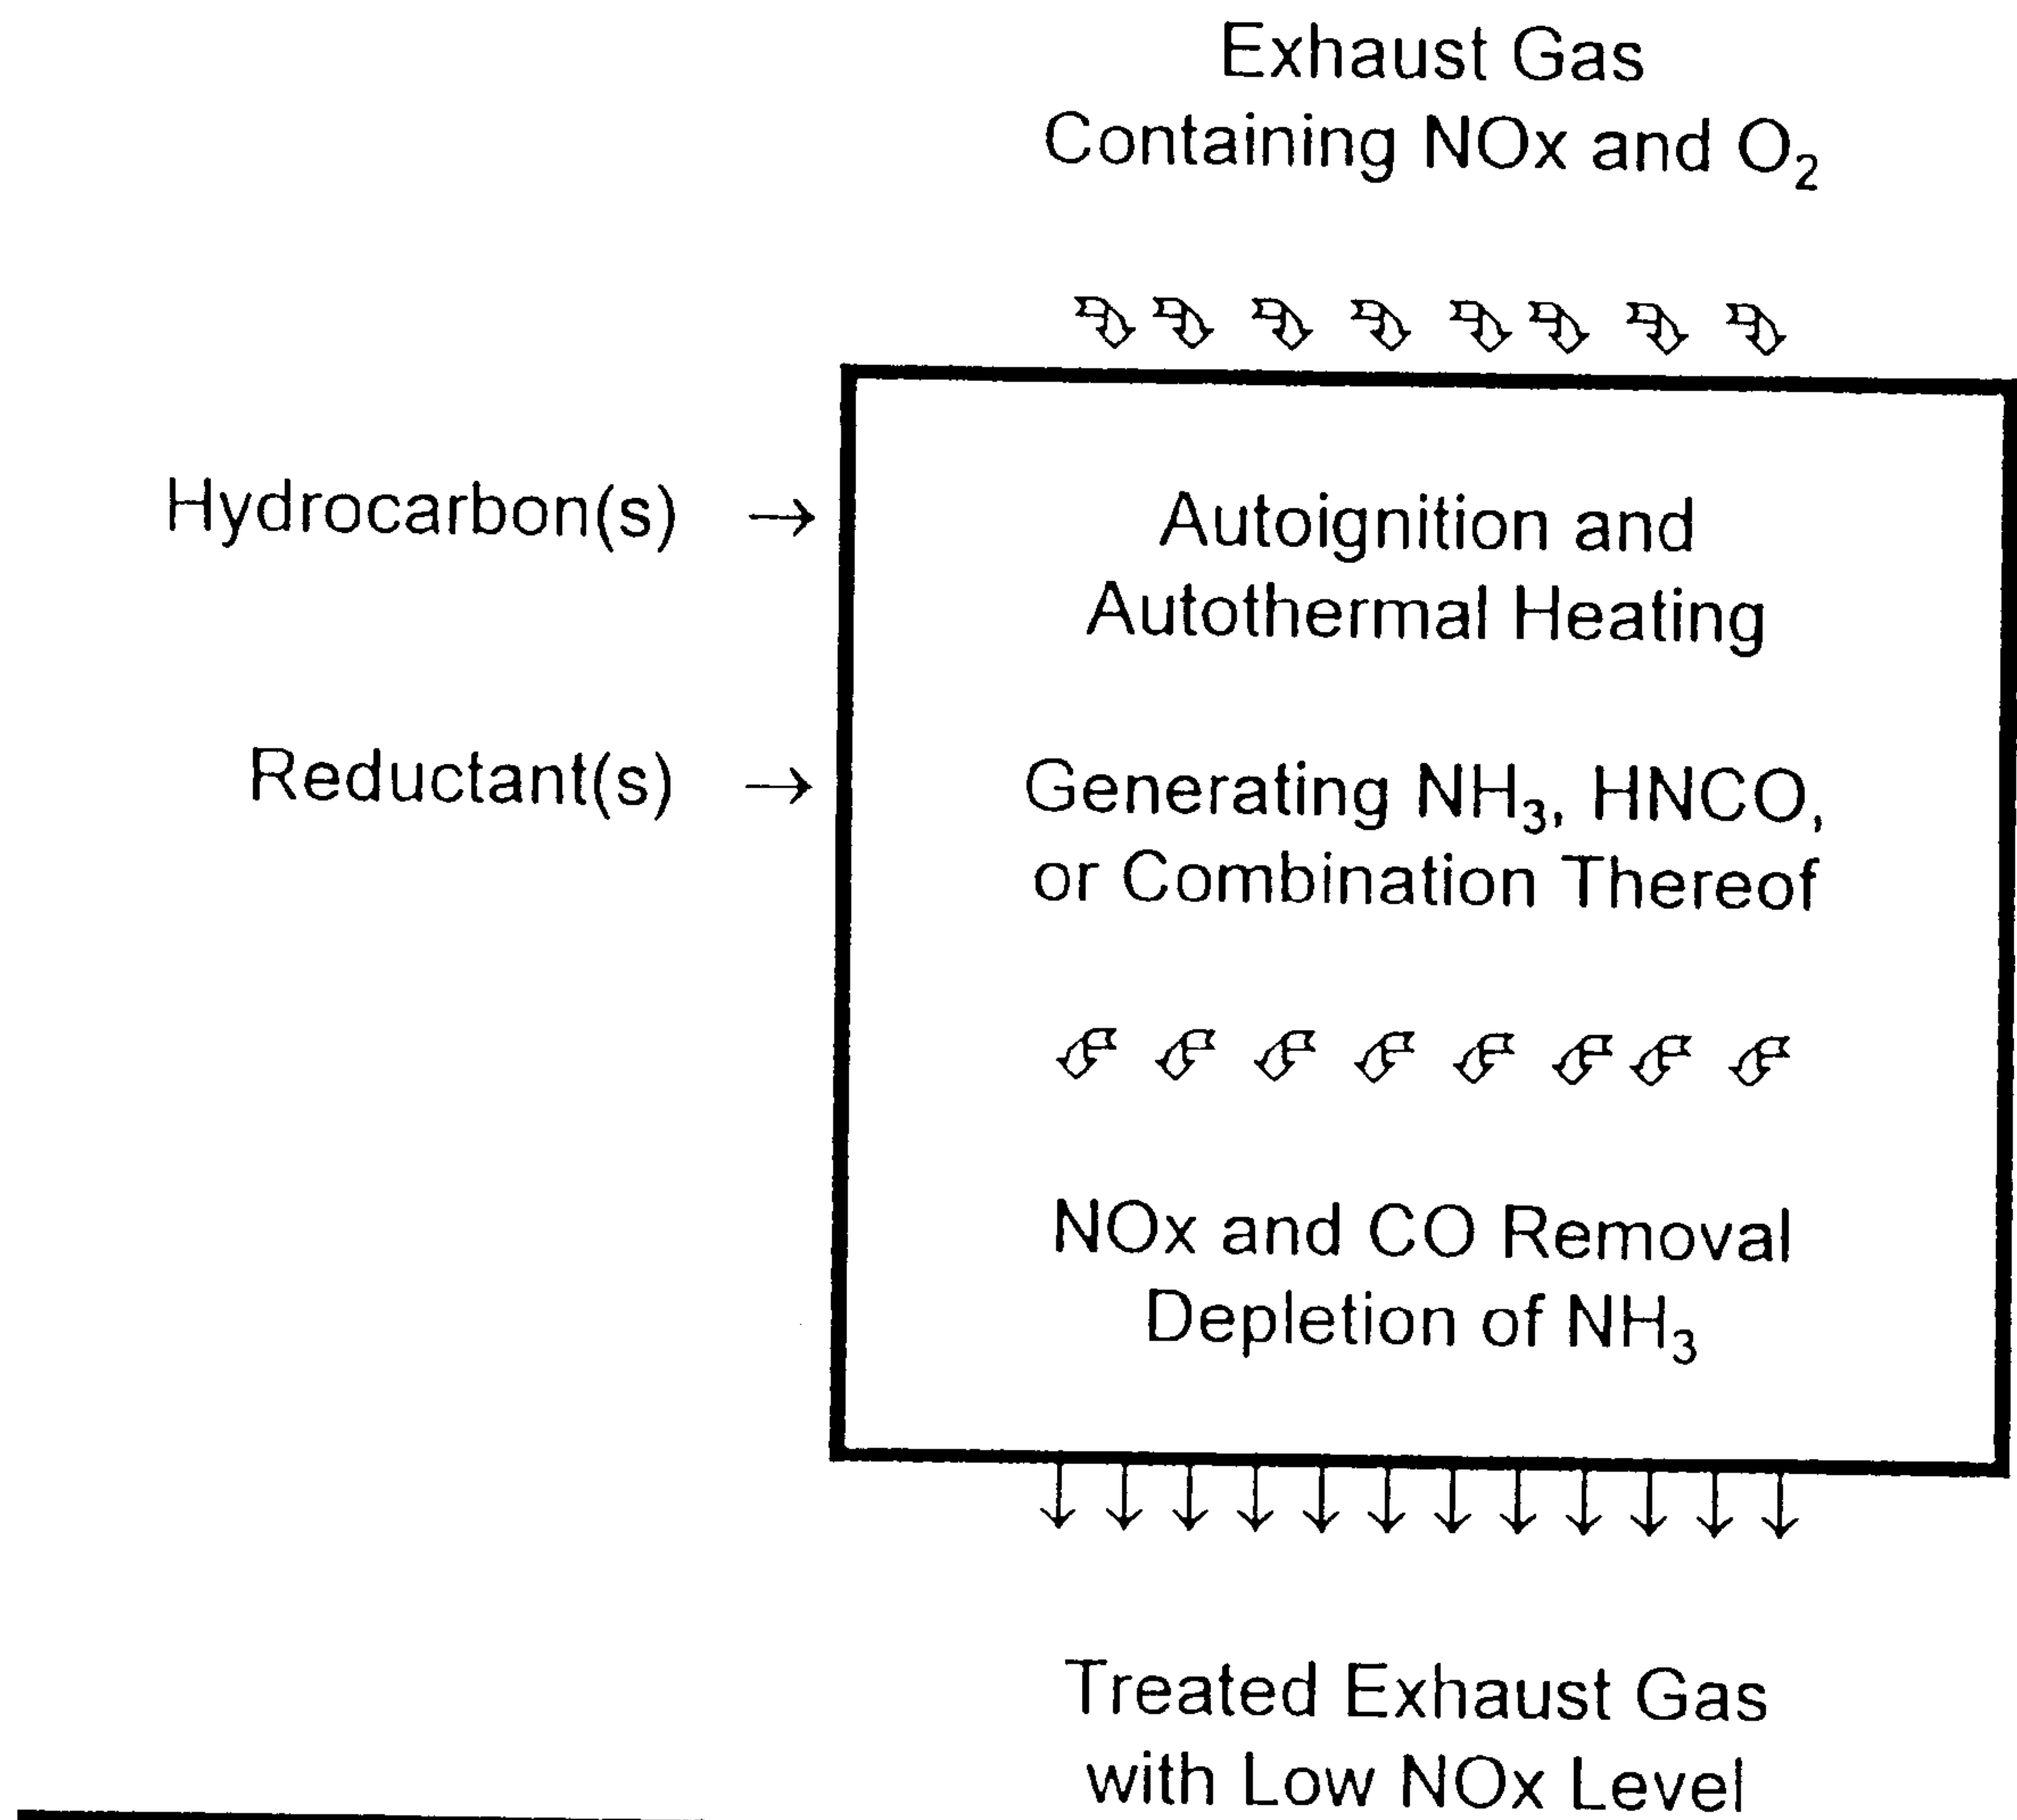 Exhaust Gas
Containing NOx and O₂
Hydrocarbon(s) →
Autoignition and
Autothermal Heating
Reductant(s) →
Generating NH₃, HNCO,
or Combination Thereof
NOx and CO Removal
Depletion of NH₃
Treated Exhaust Gas
with Low NOx Level